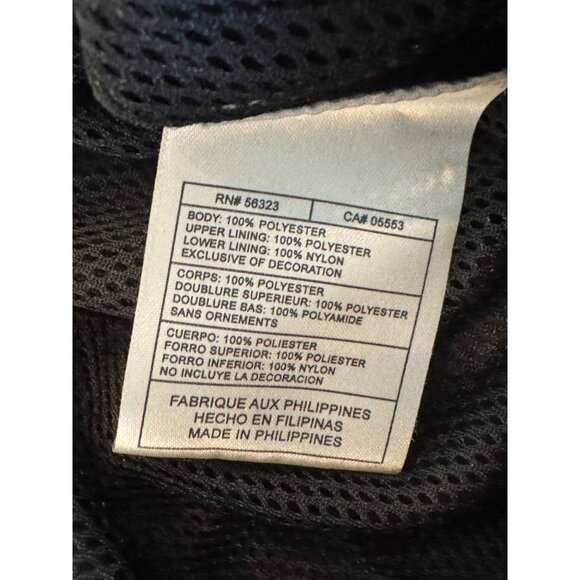 RN# 56323 CA# 05553
BODY: 100% POLYESTER
UPPER LINING: 100% POLYESTER
LOWER LINING: 100% NYLON
EXCLUSIVE OF DECORATION
CORPS: 100% POLYESTER
DOUBLURE SUPERIEUR: 100% POLYESTER
DOUBLURE BAS: 100% POLYAMIDE
SANS ORNEMENTS
CUERPO: 100% POLIESTER
FORRO SUPERIOR: 100% POLIESTER
FORRO INFERIOR: 100% NYLON
NO INCLUYE LA DECORACION
FABRIQUE AUX PHILIPPINES
HECHO EN FILIPINAS
MADE IN PHILIPPINES